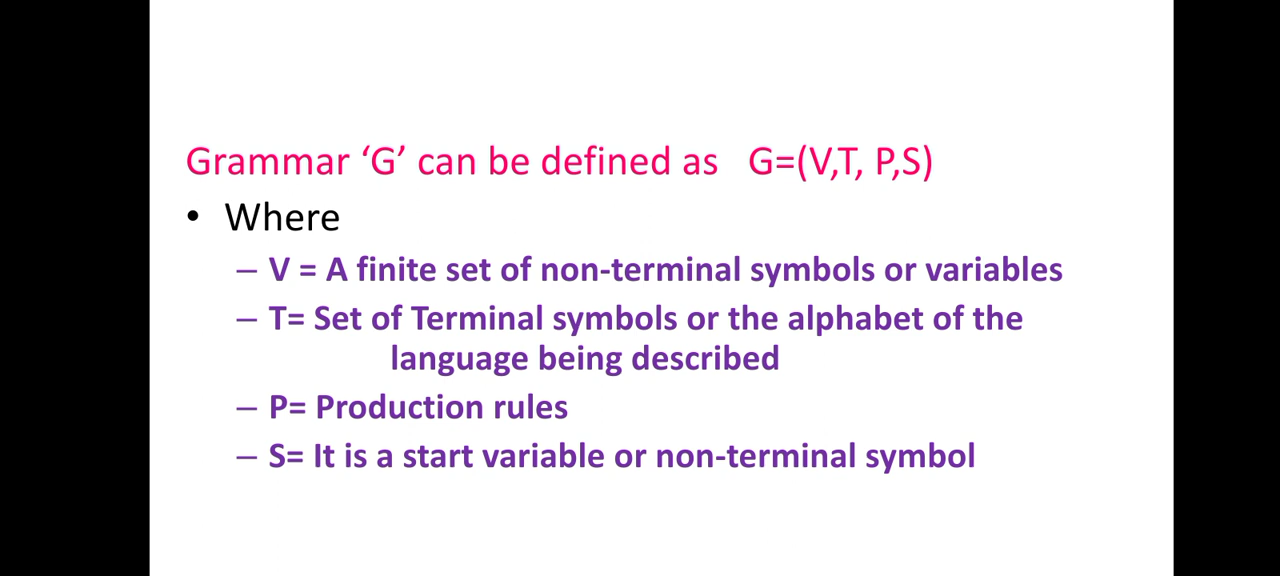 Grammar ‘G’ can be defined as G=(V,T, P,S)
• Where
– V = A finite set of non-terminal symbols or variables
– T= Set of Terminal symbols or the alphabet of the
language being described
– P= Production rules
– S= It is a start variable or non-terminal symbol